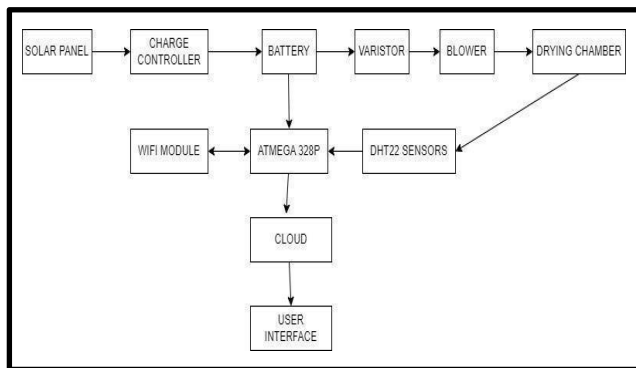 SOLAR PANEL
CHARGE
CONTROLLER
BATTERY
VARISTOR
BLOWER
DRYING CHAMBER
WIFI MODULE
ATMEGA 328P
DHT22 SENSORS
CLOUD
USER
INTERFACE